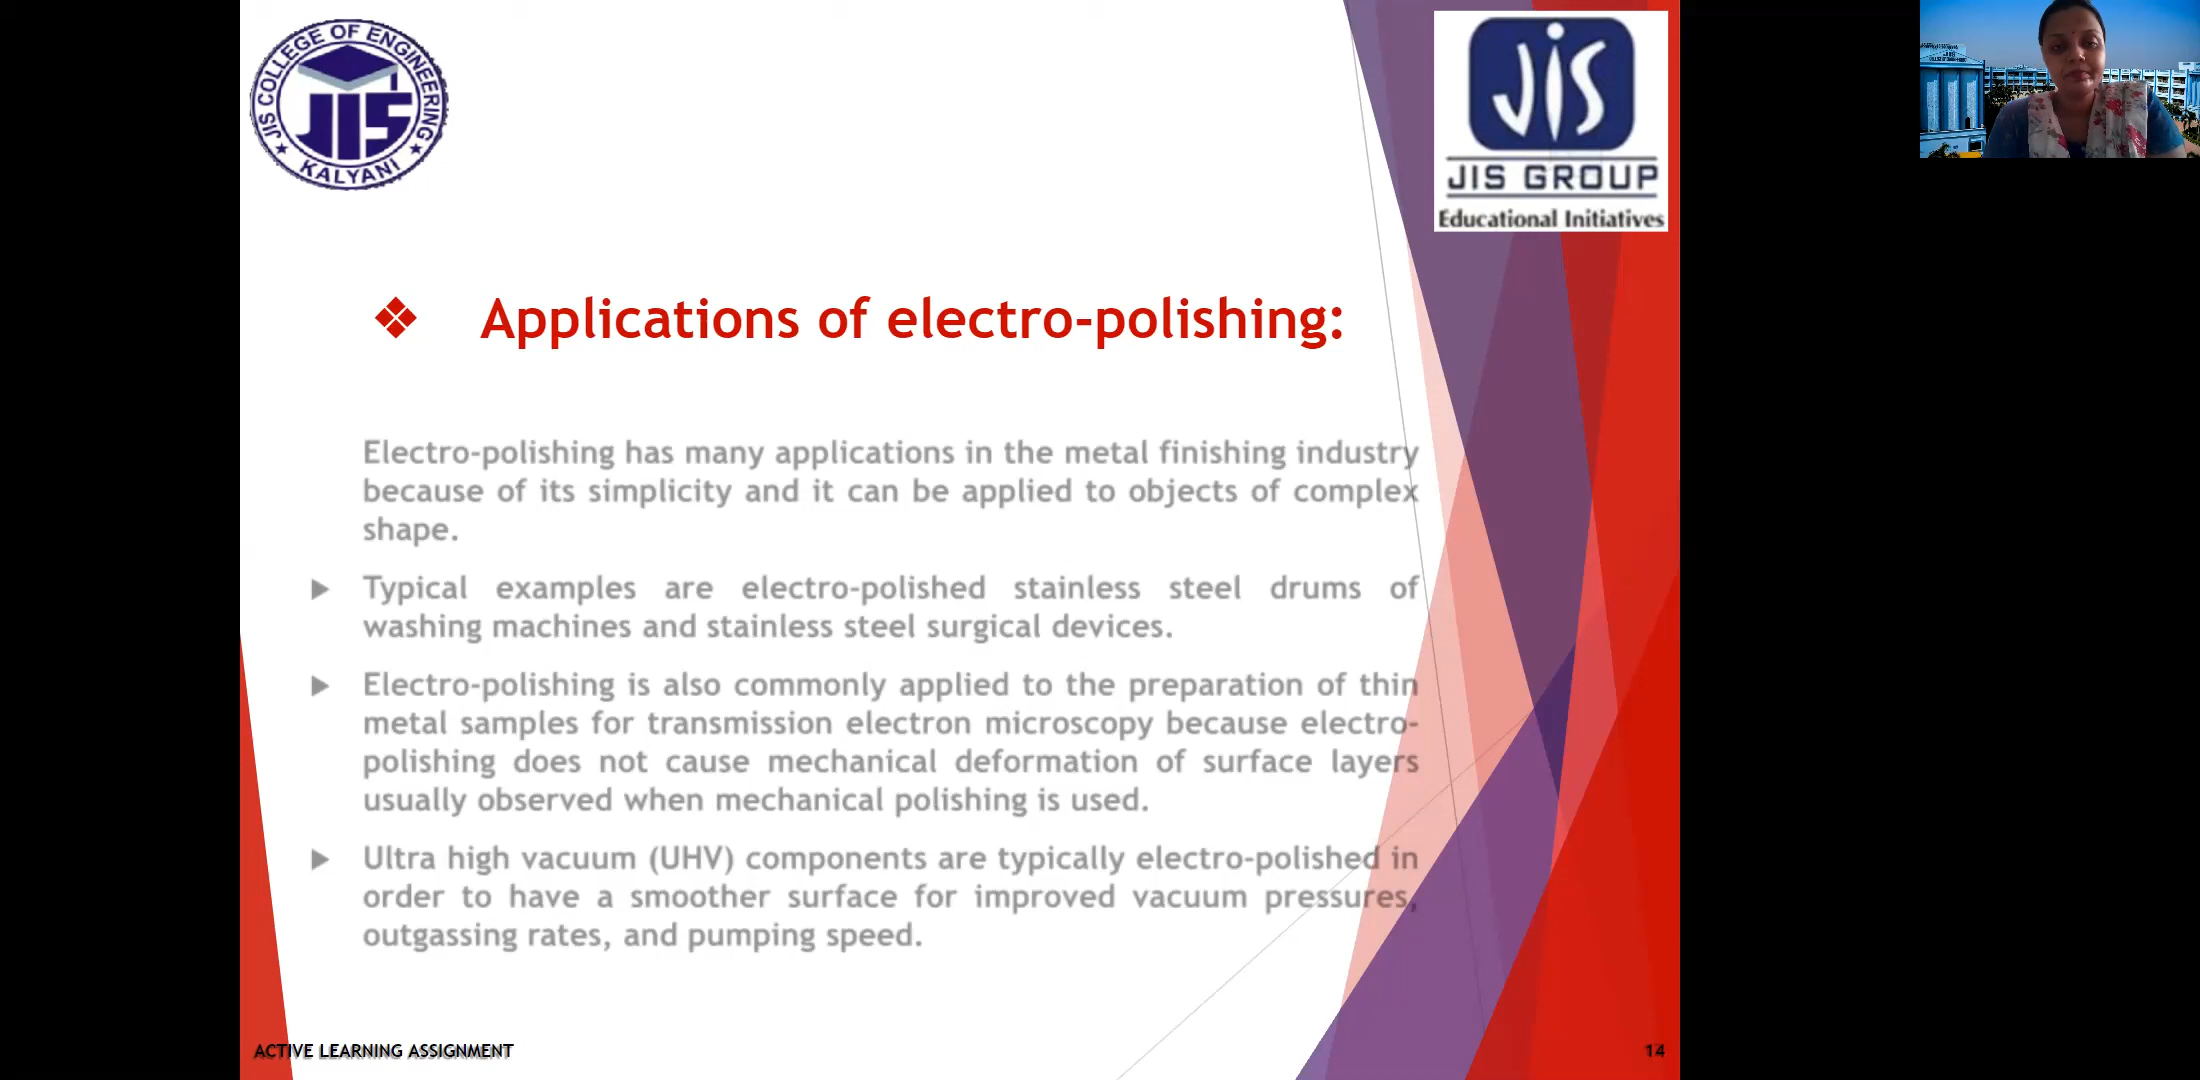 JIS COLLEGE OF ENGINEERING
JIS
KALYANI
JIS
JIS GROUP
Educational Initiatives
Applications of electro-polishing:
Electro-polishing has many applications in the metal finishing industry
because of its simplicity and it can be applied to objects of complex
shape.
Typical examples are electro-polished stainless steel drums of
washing machines and stainless steel surgical devices.
Electro-polishing is also commonly applied to the preparation of thin
metal samples for transmission electron microscopy because electro-
polishing does not cause mechanical deformation of surface layers
usually observed when mechanical polishing is used.
Ultra high vacuum (UHV) components are typically electro-polished in
order to have a smoother surface for improved vacuum pressures,
outgassing rates, and pumping speed.
ACTIVE LEARNING ASSIGNMENT
14